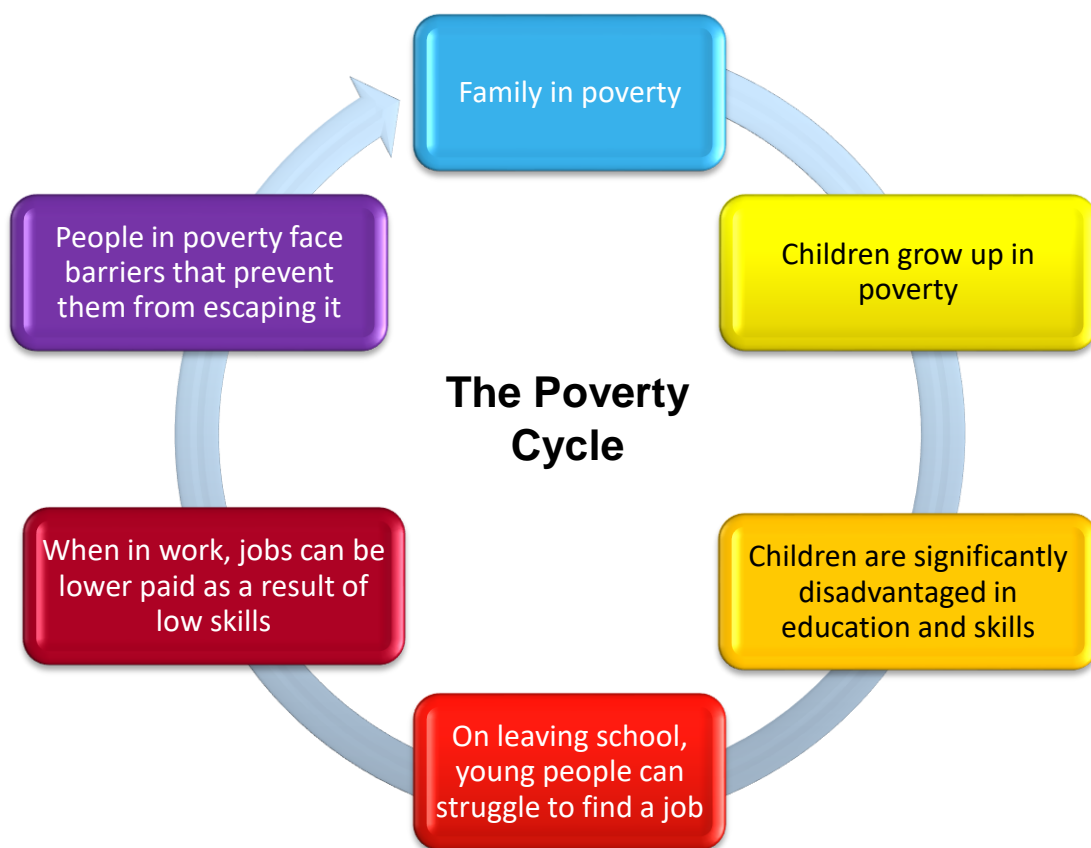 Family in poverty
Children grow up in
poverty
Children are significantly
disadvantaged in
education and skills
On leaving school,
young people can
struggle to find a job
When in work, jobs can be
lower paid as a result of
low skills
People in poverty face
barriers that prevent
them from escaping it
The Poverty
Cycle